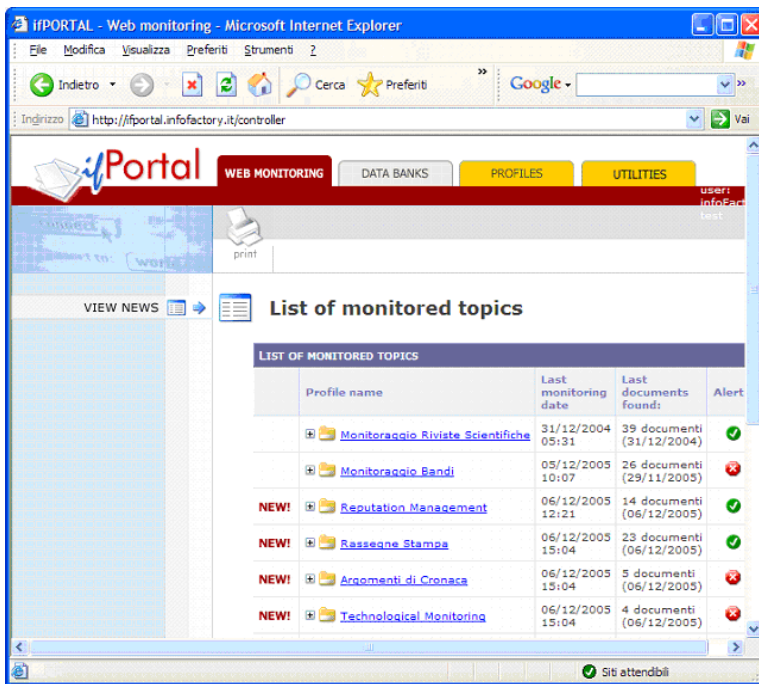 ifPORTAL - Web monitoring - Microsoft Internet Explorer
File Modifica Visualizza Preferiti Strumenti ?
Indietro Cerca Preferiti » Google
Indirizzo http://ifportal.infofactory.it/controller Vai
ifPortal WEB MONITORING DATA BANKS PROFILES UTILITIES
user:
infoFact
test
connect
print
VIEW NEWS
List of monitored topics
LIST OF MONITORED TOPICS
Profile name Last monitoring date Last documents found: Alert
Monitoraggio Riviste Scientifiche 31/12/2004 05:31 39 documenti (31/12/2004)
Monitoraggio Bandi 05/12/2005 10:07 26 documenti (29/11/2005)
NEW! Reputation Management 06/12/2005 12:21 14 documenti (06/12/2005)
NEW! Rassegne Stampa 06/12/2005 15:04 23 documenti (06/12/2005)
NEW! Argomenti di Cronaca 06/12/2005 15:04 5 documenti (06/12/2005)
NEW! Technological Monitoring 06/12/2005 15:04 4 documenti (06/12/2005)
Siti attendibili